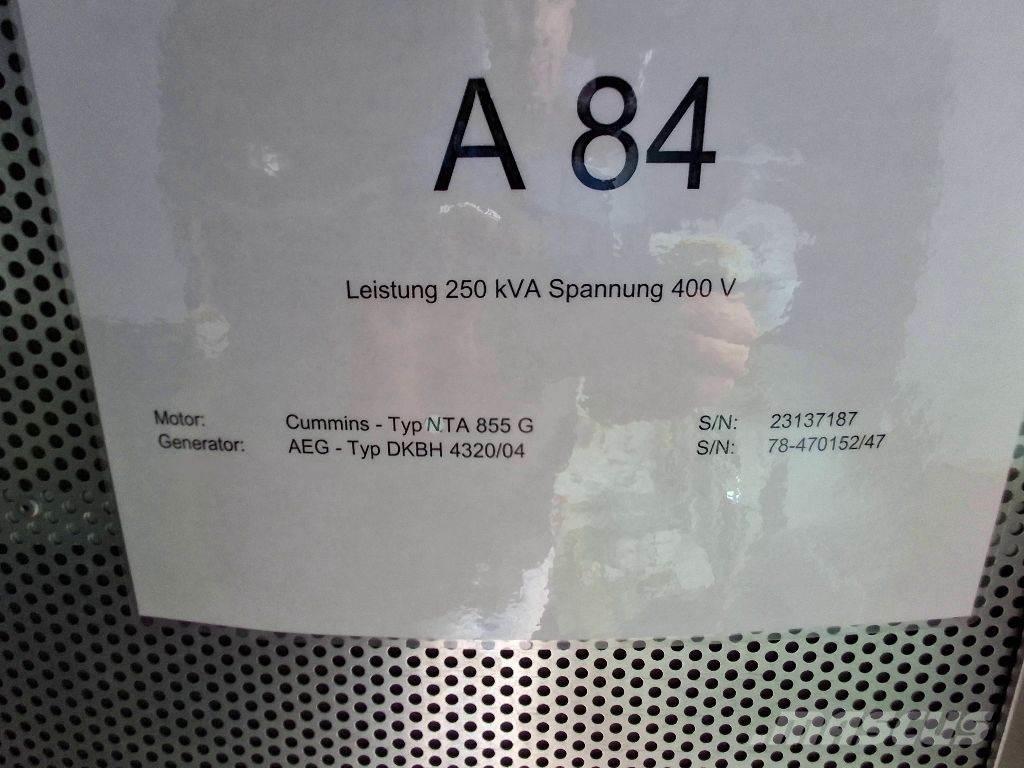 A 84
Leistung 250 kVA Spannung 400 V
Motor: Cummins - Typ NTA 855 G S/N: 23137187
Generator: AEG - Typ DKBH 4320/04 S/N: 78-470152/47
mascus